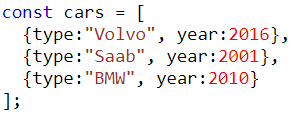 const cars = [
  {type:"Volvo", year:2016},
  {type:"Saab", year:2001},
  {type:"BMW", year:2010}
];